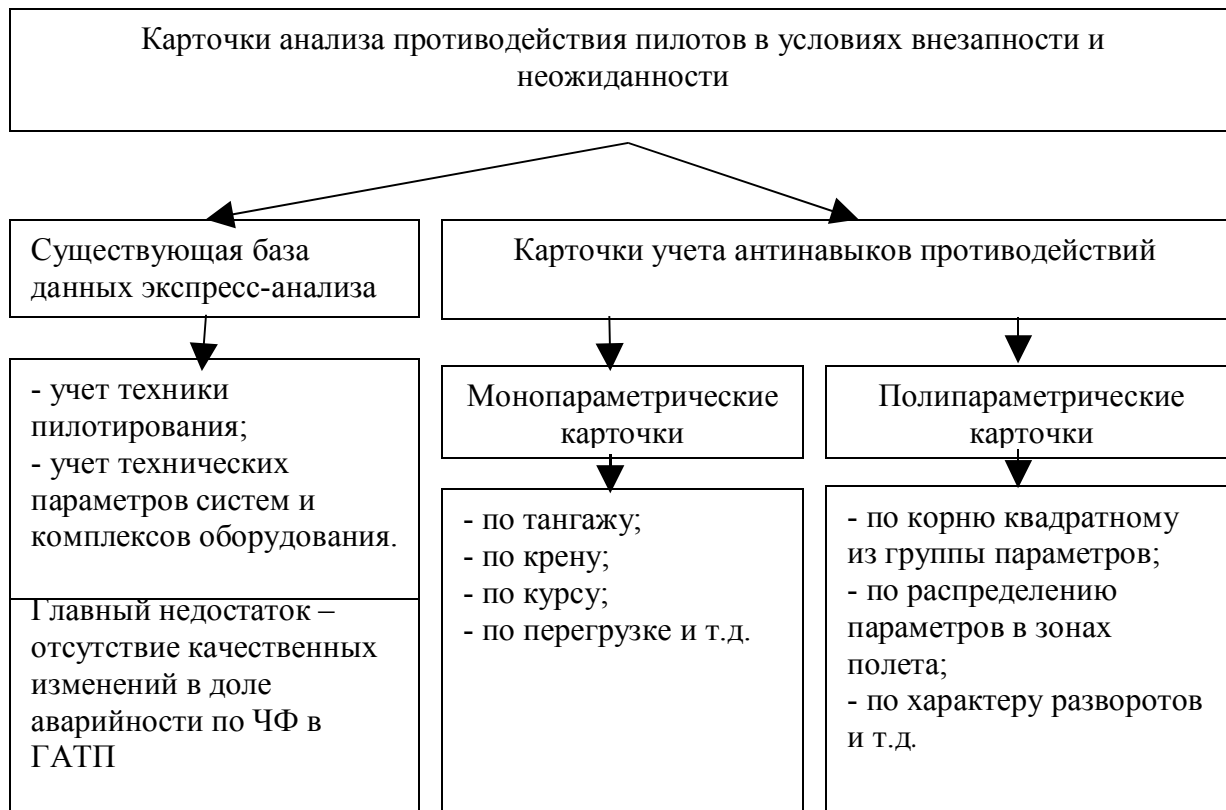 Карточки анализа противодействия пилотов в условиях внезапности и
неожиданности
Существующая база
данных экспресс-анализа
Карточки учета антинавыков противодействий
- учет техники
пилотирования;
- учет технических
параметров систем и
комплексов оборудования.
Главный недостаток –
отсутствие качественных
изменений в доле
аварийности по ЧФ в
ГАТП
Монопараметрические
карточки
- по тангажу;
- по крену;
- по курсу;
- по перегрузке и т.д.
Полипараметрические
карточки
- по корню квадратному
из группы параметров;
- по распределению
параметров в зонах
полета;
- по характеру разворотов
и т.д.